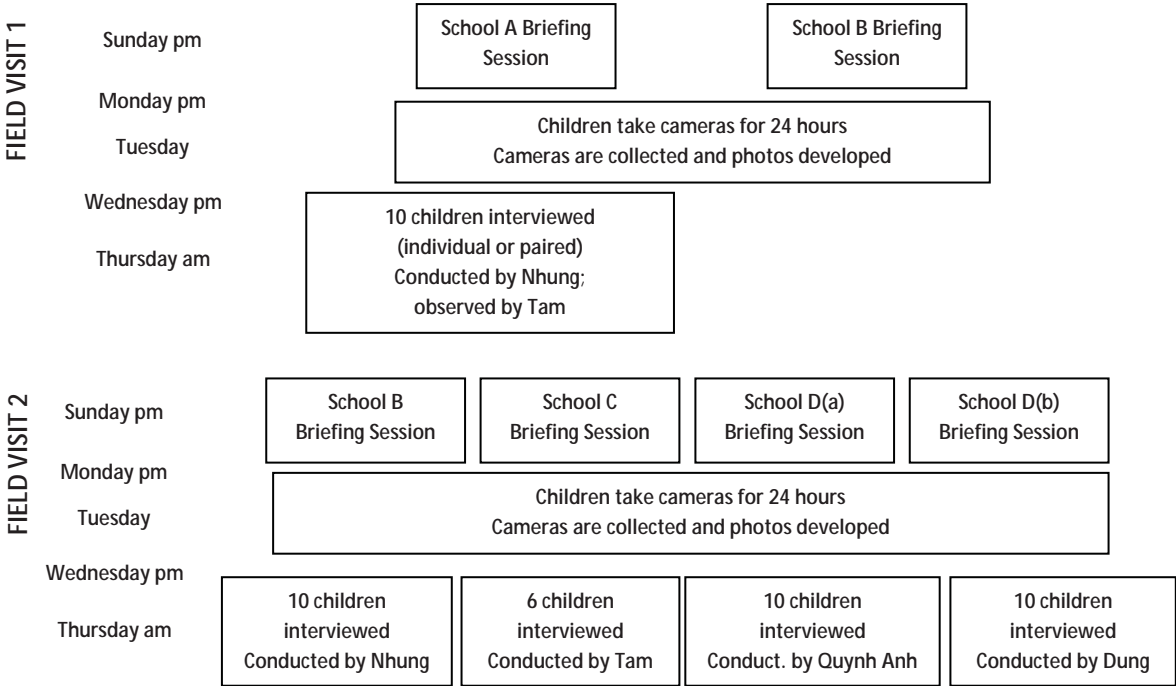 FIELD VISIT 1
Sunday pm
School A Briefing
Session
School B Briefing
Session
Monday pm
Tuesday
Children take cameras for 24 hours
Cameras are collected and photos developed
Wednesday pm
Thursday am
10 children interviewed
(individual or paired)
Conducted by Nhung;
observed by Tam
FIELD VISIT 2
Sunday pm
School B
Briefing Session
School C
Briefing Session
School D(a)
Briefing Session
School D(b)
Briefing Session
Monday pm
Tuesday
Children take cameras for 24 hours
Cameras are collected and photos developed
Wednesday pm
Thursday am
10 children
interviewed
Conducted by Nhung
6 children
interviewed
Conducted by Tam
10 children
interviewed
Conduct. by Quynh Anh
10 children
interviewed
Conducted by Dung